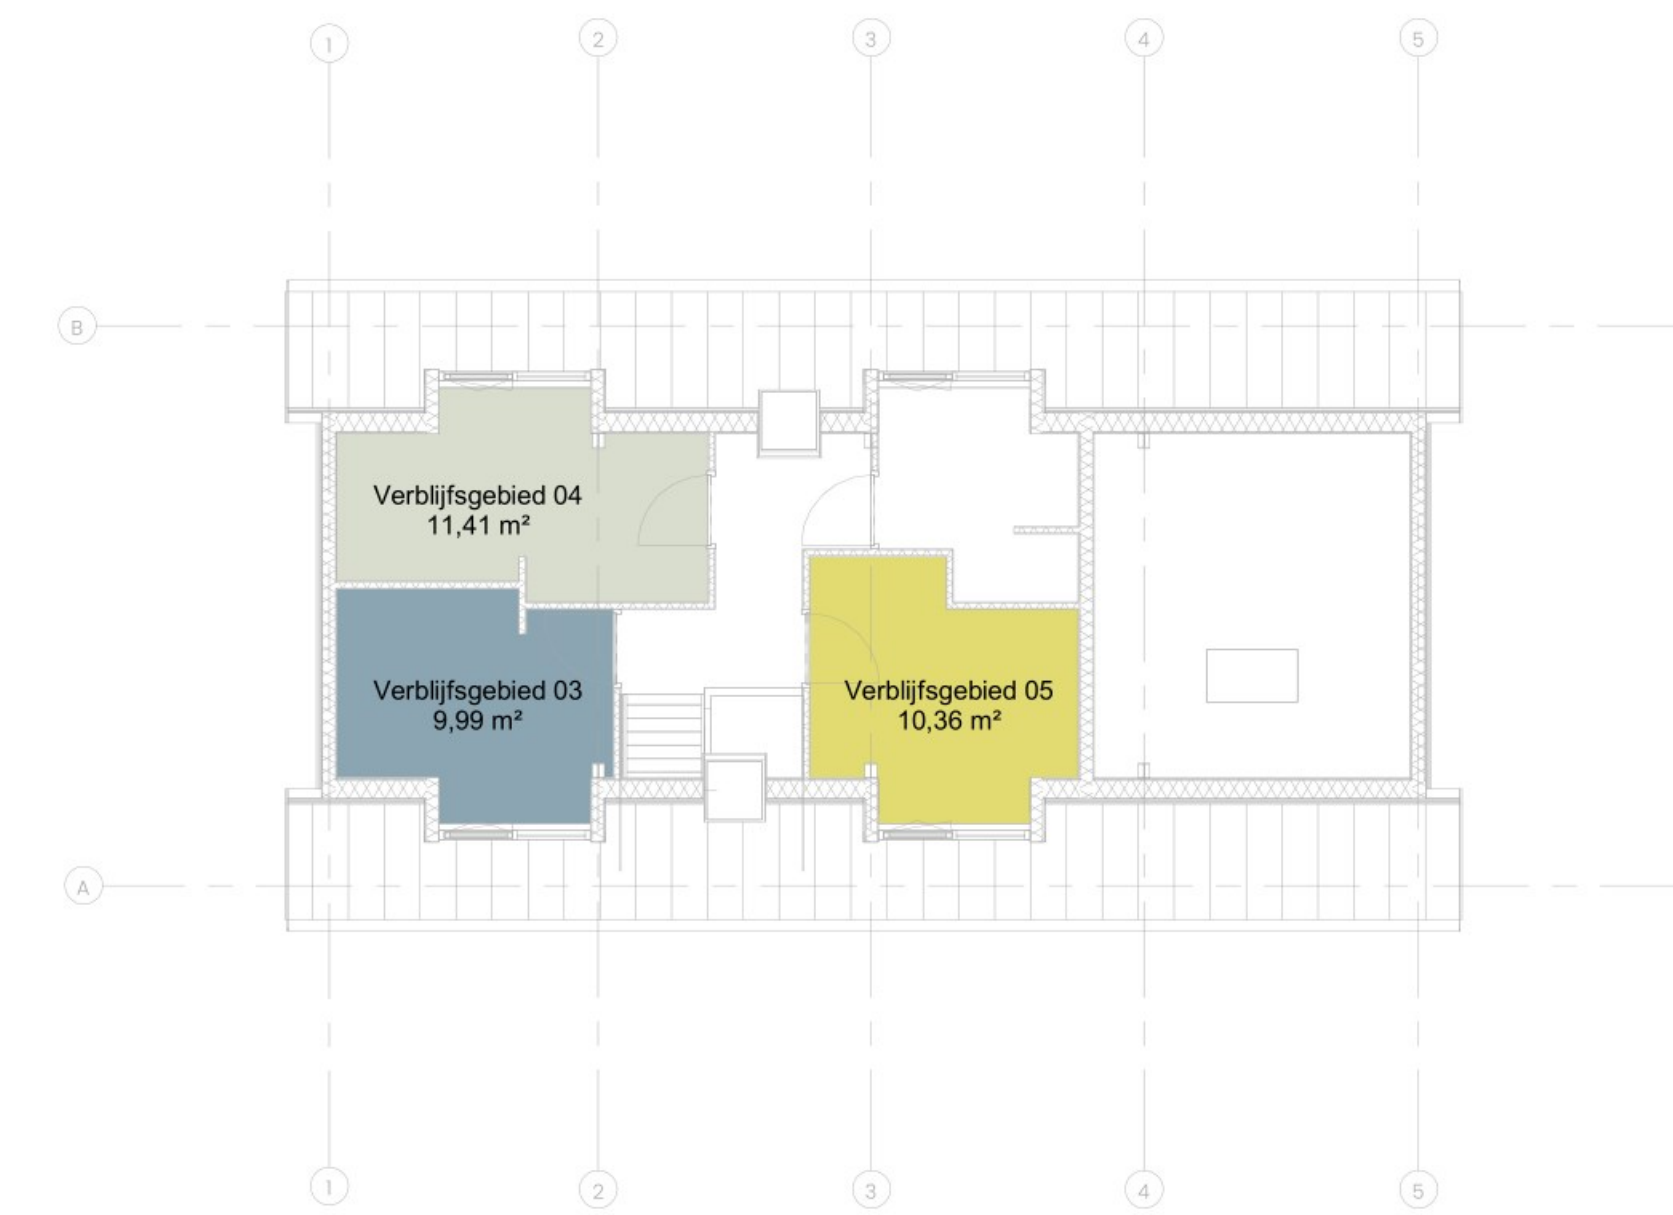 1 2 3 4 5
B
Verblijfsgebied 04
11,41 m²
Verblijfsgebied 03
9,99 m²
Verblijfsgebied 05
10,36 m²
A
1 2 3 4 5